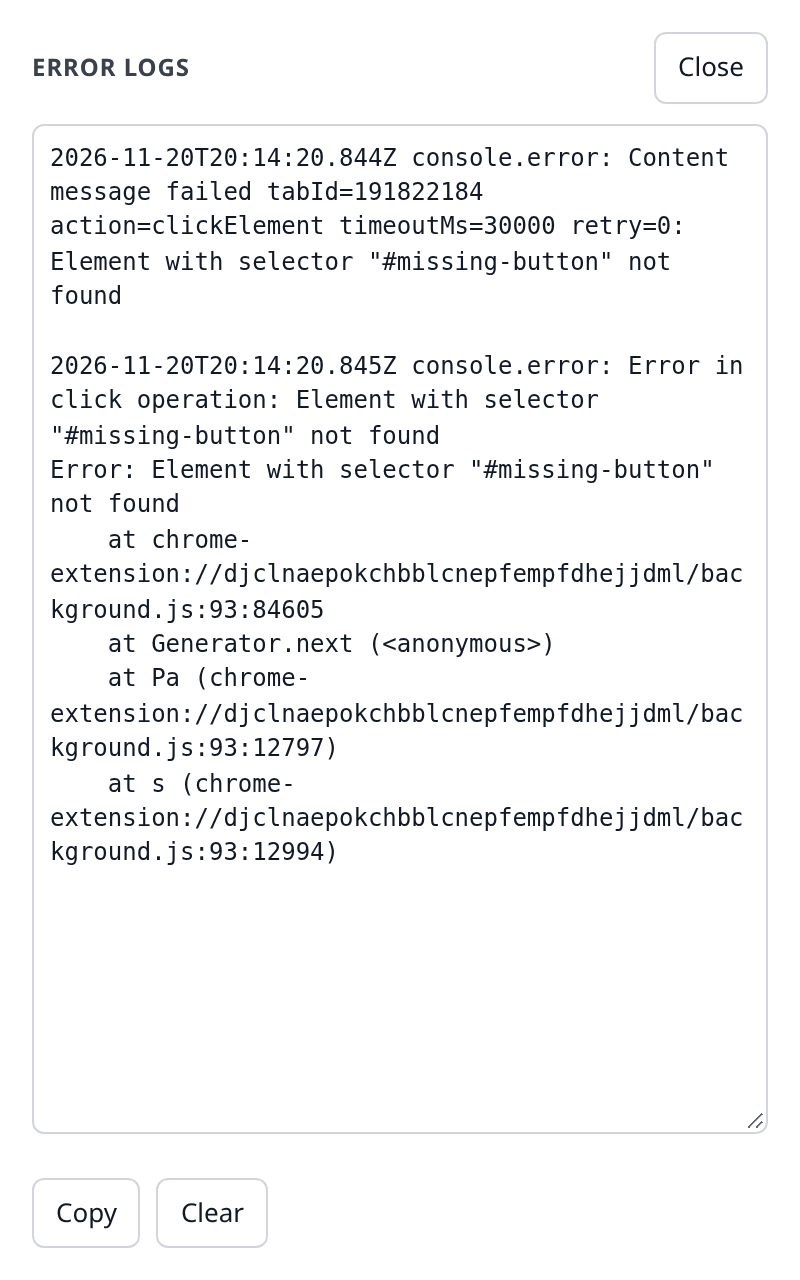 ERROR LOGS
Close
2026-11-20T20:14:20.844Z console.error: Content
message failed tabId=191822184
action=clickElement timeoutMs=30000 retry=0:
Element with selector "#missing-button" not
found

2026-11-20T20:14:20.845Z console.error: Error in
click operation: Element with selector
"#missing-button" not found
Error: Element with selector "#missing-button"
not found
    at chrome-
extension://djclnaepokchbblcnepfempfdhejjdml/bac
kground.js:93:84605
    at Generator.next (<anonymous>)
    at Pa (chrome-
extension://djclnaepokchbblcnepfempfdhejjdml/bac
kground.js:93:12797)
    at s (chrome-
extension://djclnaepokchbblcnepfempfdhejjdml/bac
kground.js:93:12994)
Copy
Clear